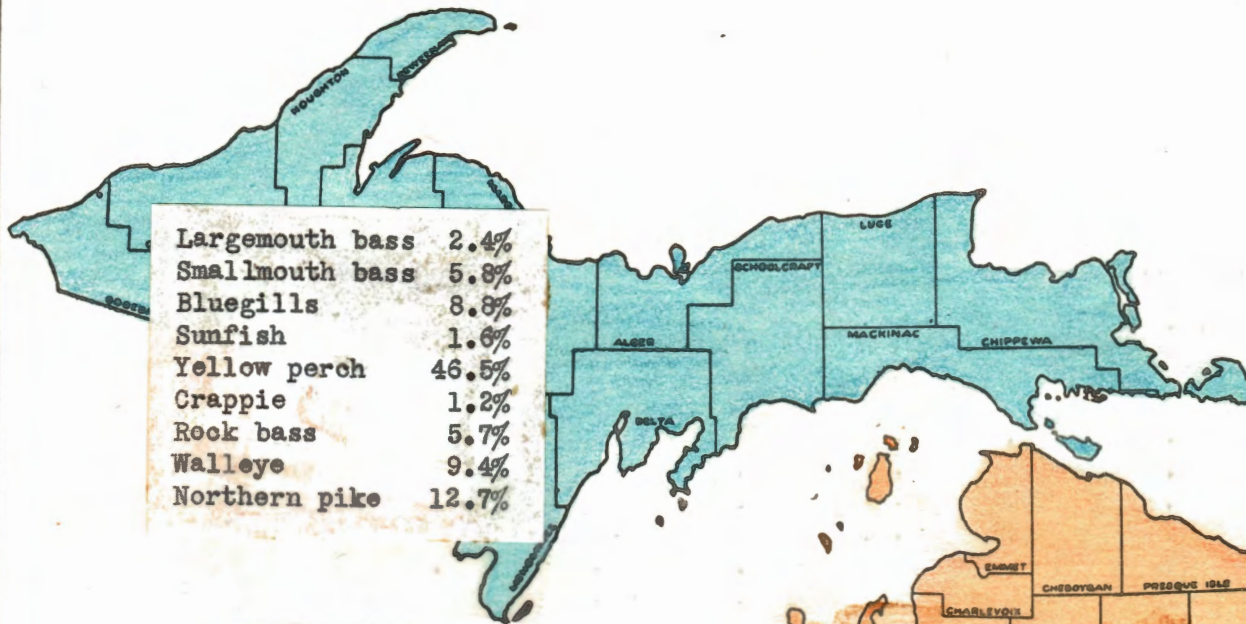 HOUGHTON
KEWEENAW
LUCE
SCHOOLCRAFT
Largemouth bass 2.4%
Smallmouth bass 5.8%
Bluegills 8.8%
Sunfish 1.6%
Yellow perch 46.5%
Crappie 1.2%
Rock bass 5.7%
Walleye 9.4%
Northern pike 12.7%
ALGER
MACKINAC
CHIPPEWA
DELTA
EMMET
CHEBOYGAN
PRESQUE ISLE
CHARLEVOIX